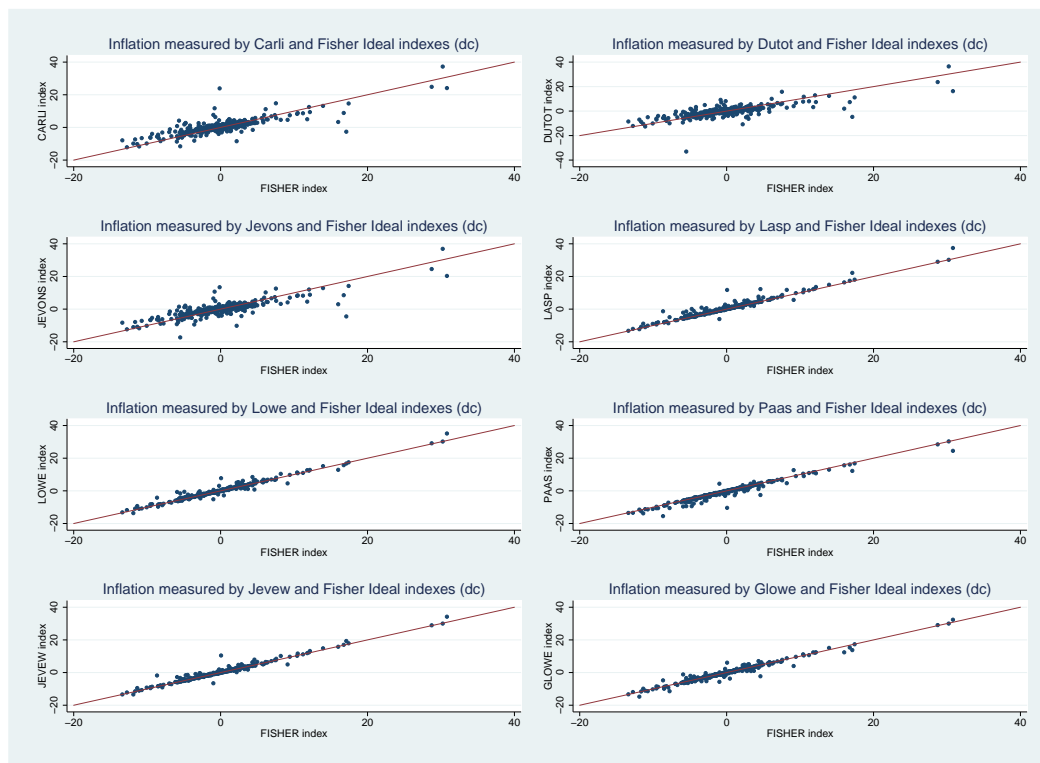 Inflation measured by Carli and Fisher Ideal indexes (dc)
40
20
0
−20
CARLI index
−20
0
20
40
FISHER index
Inflation measured by Dutot and Fisher Ideal indexes (dc)
40
20
0
−20
−40
DUTOT index
−20
0
20
40
FISHER index
Inflation measured by Jevons and Fisher Ideal indexes (dc)
40
20
0
−20
JEVONS index
−20
0
20
40
FISHER index
Inflation measured by Lasp and Fisher Ideal indexes (dc)
40
20
0
−20
LASP index
−20
0
20
40
FISHER index
Inflation measured by Lowe and Fisher Ideal indexes (dc)
40
20
0
−20
LOWE index
−20
0
20
40
FISHER index
Inflation measured by Paas and Fisher Ideal indexes (dc)
40
20
0
−20
PAAS index
−20
0
20
40
FISHER index
Inflation measured by Jevew and Fisher Ideal indexes (dc)
40
20
0
−20
JEVEW index
−20
0
20
40
FISHER index
Inflation measured by Glowe and Fisher Ideal indexes (dc)
40
20
0
−20
GLOWE index
−20
0
20
40
FISHER index